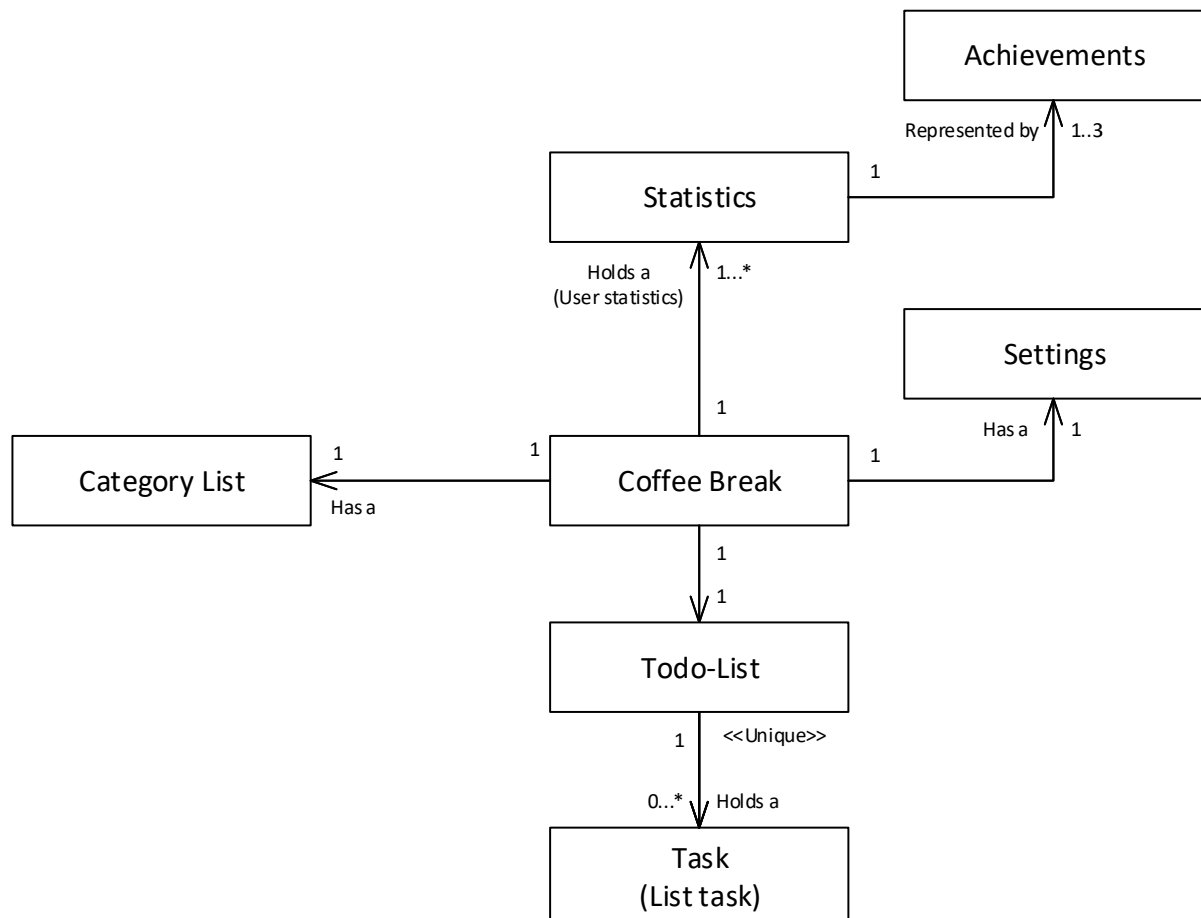 Achievements
Represented by
1..3
Statistics
1
Holds a
(User statistics)
1...*
Settings
Has a
1
1
1
Category List
1
Has a
1
Coffee Break
1
1
Todo-List
1
<<Unique>>
0...*
Holds a
Task
(List task)